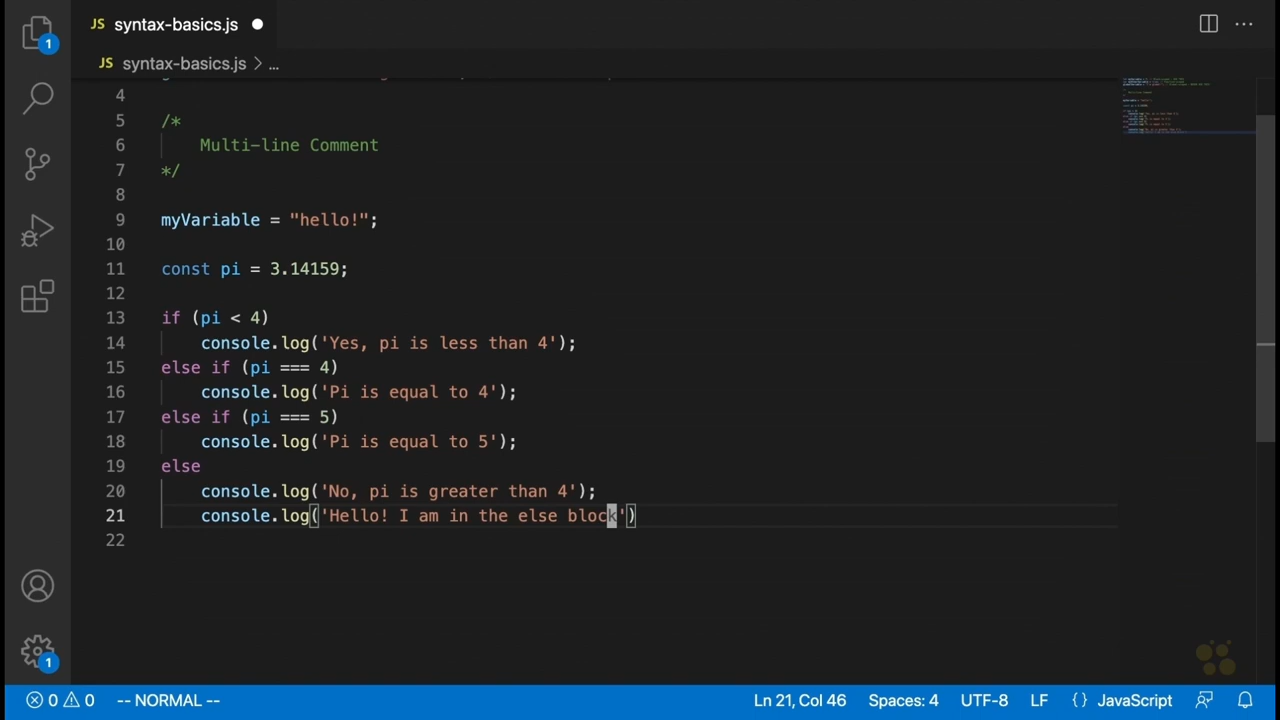 JS syntax-basics.js
JS syntax-basics.js > ...
4
5 /*
6 Multi-line Comment
7 */
8
9 myVariable = "hello!";
10
11 const pi = 3.14159;
12
13 if (pi < 4)
14 console.log('Yes, pi is less than 4');
15 else if (pi === 4)
16 console.log('Pi is equal to 4');
17 else if (pi === 5)
18 console.log('Pi is equal to 5');
19 else
20 console.log('No, pi is greater than 4');
21 console.log('Hello! I am in the else block')
22
1
1
0 0 -- NORMAL -- Ln 21, Col 46 Spaces: 4 UTF-8 LF {} JavaScript